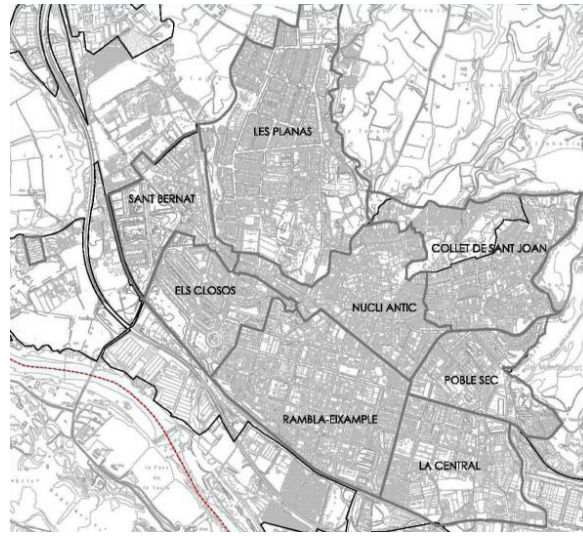 LES PLANAS
SANT BERNAT
COLLET DE SANT JOAN
ELS CLOSOS
NUCLI ANTIC
POBLE SEC
RAMBLA-EIXAMPLE
LA CENTRAL